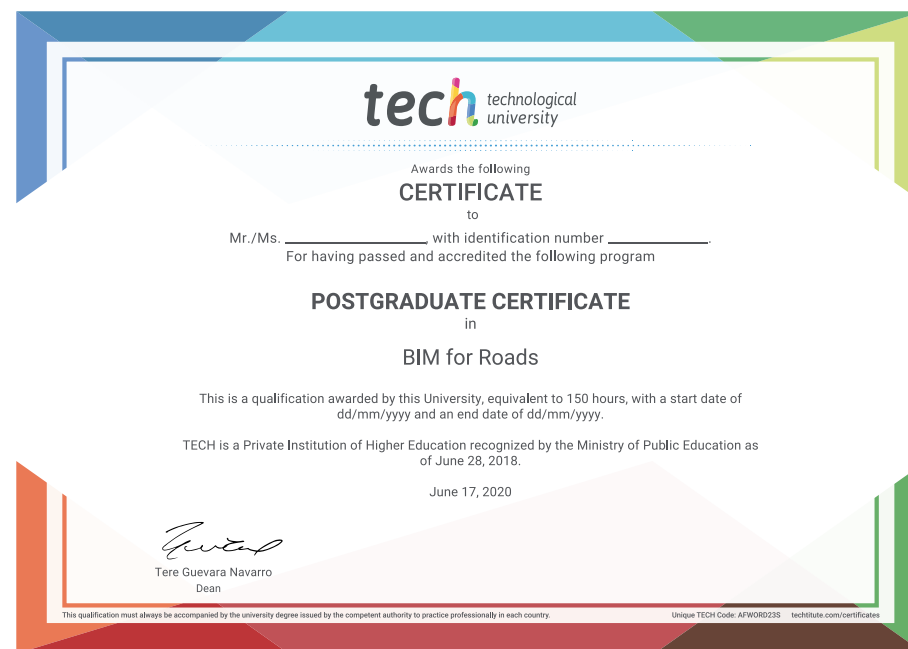 tech technological
university
Awards the following
CERTIFICATE
to
Mr./Ms. ____________________, with identification number ______________.
For having passed and accredited the following program
POSTGRADUATE CERTIFICATE
in
BIM for Roads
This is a qualification awarded by this University, equivalent to 150 hours, with a start date of
dd/mm/yyyy and an end date of dd/mm/yyyy.
TECH is a Private Institution of Higher Education recognized by the Ministry of Public Education as
of June 28, 2018.
June 17, 2020
Tere Guevara Navarro
Dean
This qualification must always be accompanied by the university degree issued by the competent authority to practice professionally in each country. Unique TECH Code: AFWORD23S techtitute.com/certificates